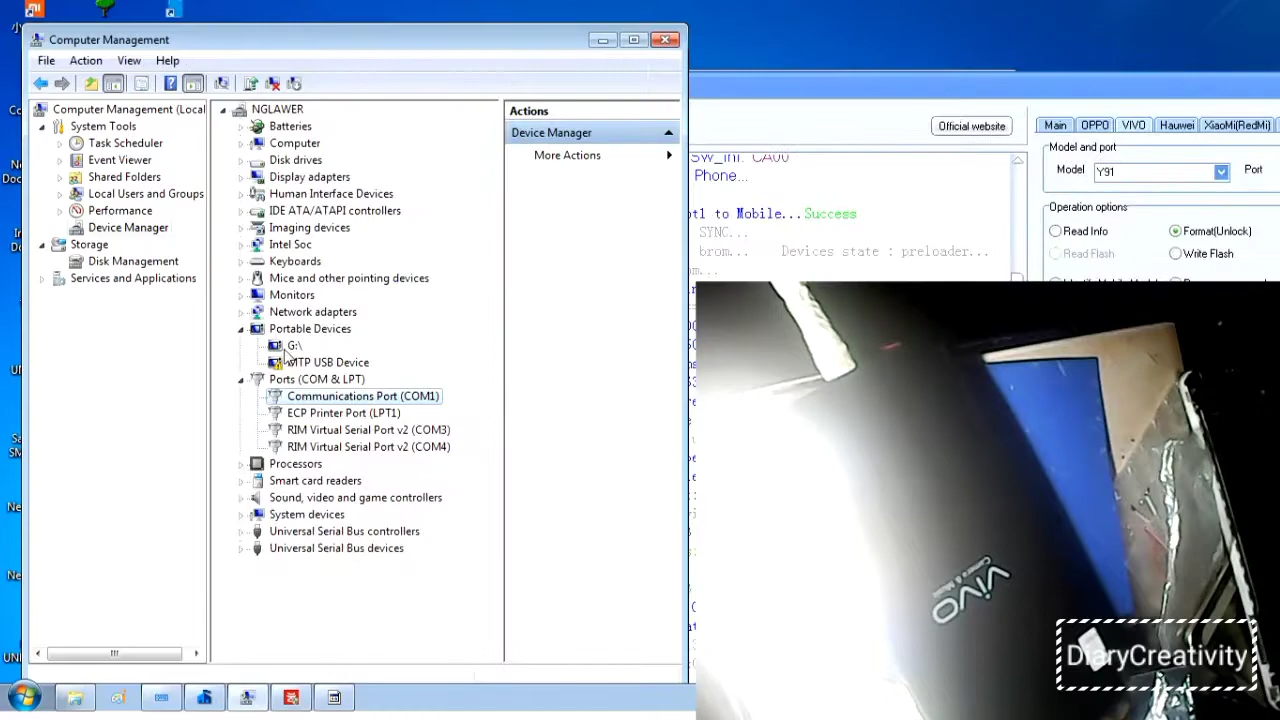 Computer Management
File Action View Help
Computer Management (Local
System Tools
Task Scheduler
Event Viewer
Shared Folders
Local Users and Groups
Performance
Device Manager
Storage
Disk Management
Services and Applications
NGLAWER
Batteries
Computer
Disk drives
Display adapters
Human Interface Devices
IDE ATA/ATAPI controllers
Imaging devices
Intel Soc
Keyboards
Mice and other pointing devices
Monitors
Network adapters
Portable Devices
G:\
MTP USB Device
Ports (COM & LPT)
Communications Port (COM1)
ECP Printer Port (LPT1)
RIM Virtual Serial Port v2 (COM3)
RIM Virtual Serial Port v2 (COM4)
Processors
Smart card readers
Sound, video and game controllers
System devices
Universal Serial Bus controllers
Universal Serial Bus devices
Actions
Device Manager
More Actions
Official website
CA00
Phone...
to Mobile...Success
SYNC...
brom... Devices state : preloader...
Main OPPO VIVO Hauwei XiaoMi(RedMi)
Model and port
Model Y91 Port
Operation options
Read Info Format(Unlock)
Read Flash Write Flash
vivo
Camera & Music
DiaryCreativity